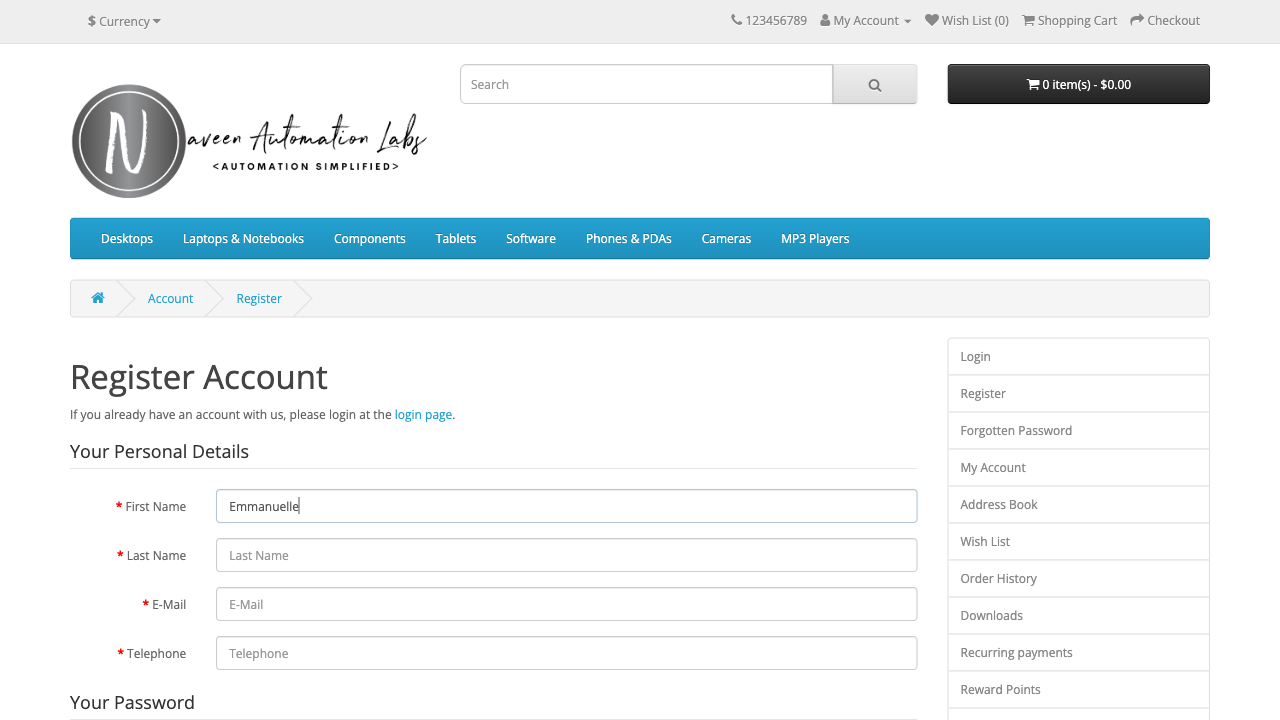 $ Currency
123456789 My Account Wish List (0) Shopping Cart Checkout
Search
0 item(s) - $0.00
N
aveen Automation Labs
<AUTOMATION SIMPLIFIED>
Desktops Laptops & Notebooks Components Tablets Software Phones & PDAs Cameras MP3 Players
Account Register
Register Account
If you already have an account with us, please login at the login page.
Your Personal Details
* First Name Emmanuelle
* Last Name Last Name
* E-Mail E-Mail
* Telephone Telephone
Your Password
Login
Register
Forgotten Password
My Account
Address Book
Wish List
Order History
Downloads
Recurring payments
Reward Points